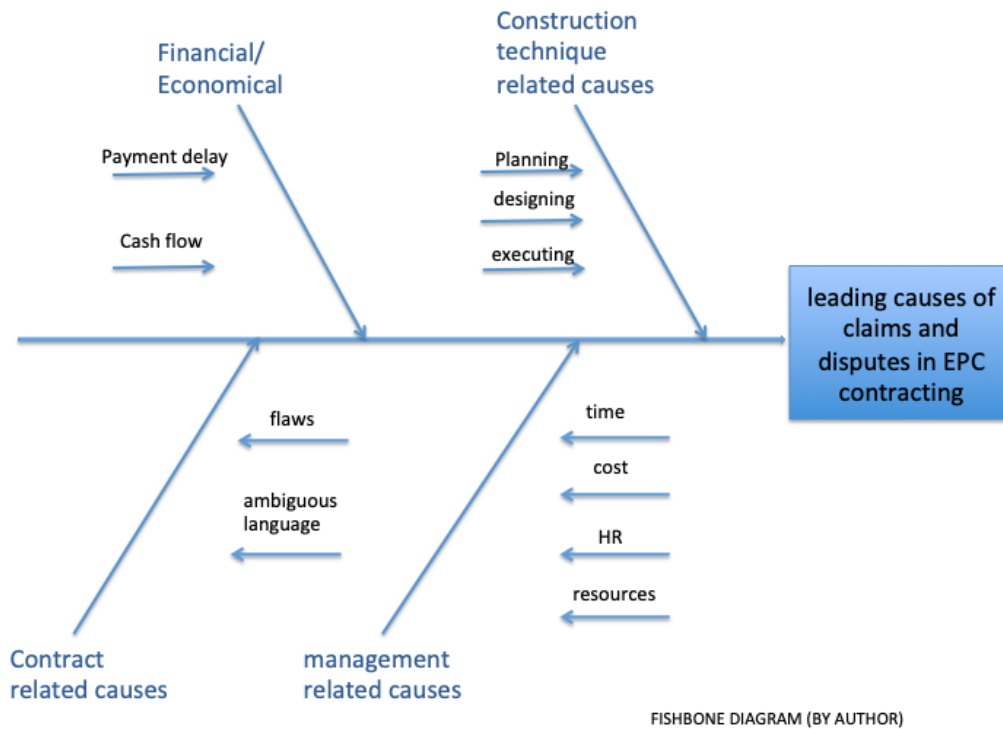 Financial/
Economical
Construction
technique
related causes
Payment delay
Cash flow
Planning
designing
executing
leading causes of
claims and
disputes in EPC
contracting
flaws
ambiguous
language
time
cost
HR
resources
Contract
related causes
management
related causes
FISHBONE DIAGRAM (BY AUTHOR)